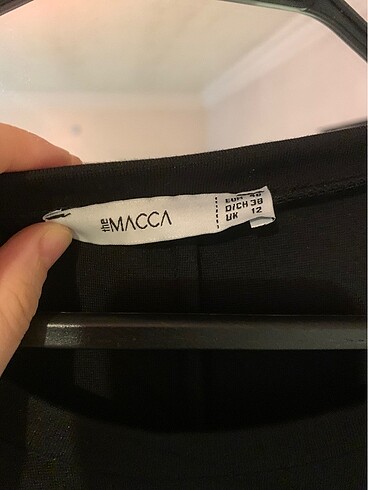 the MACCA
EUR 40
D/CH 38
UK 12